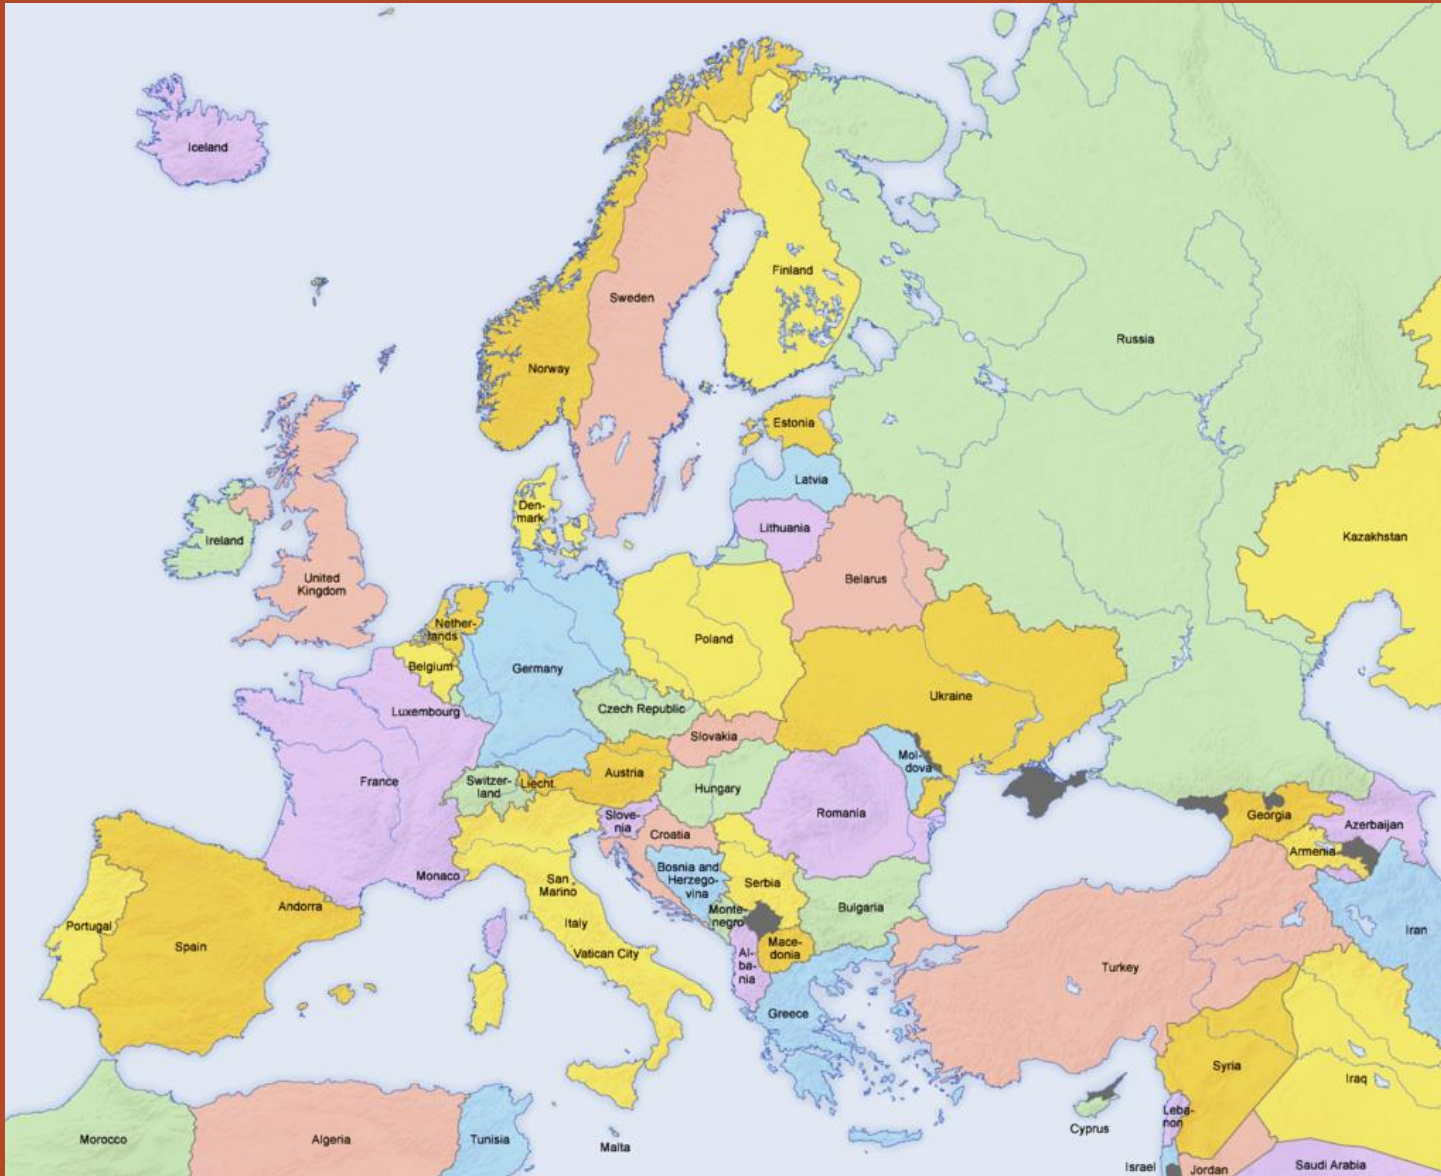 Iceland
Finland
Sweden
Russia
Norway
Estonia
Latvia
Lithuania
Den-
mark
Ireland
Kazakhstan
United
Kingdom
Belarus
Nether-
lands
Poland
Belgium
Germany
Ukraine
Luxembourg
Czech Republic
Slovakia
Mol-
dova
France
Switzer-
land
Liecht.
Austria
Hungary
Romania
Slove-
nia
Croatia
Georgia
Azerbaijan
Armenia
Monaco
San
Marino
Bosnia and
Herzego-
vina
Serbia
Andorra
Monte-
negro
Bulgaria
Portugal
Spain
Italy
Iran
Vatican City
Al-
ba-
nia
Mace-
donia
Turkey
Greece
Syria
Iraq
Morocco
Algeria
Tunisia
Malta
Cyprus
Leba-
non
Israel
Jordan
Saudi Arabia